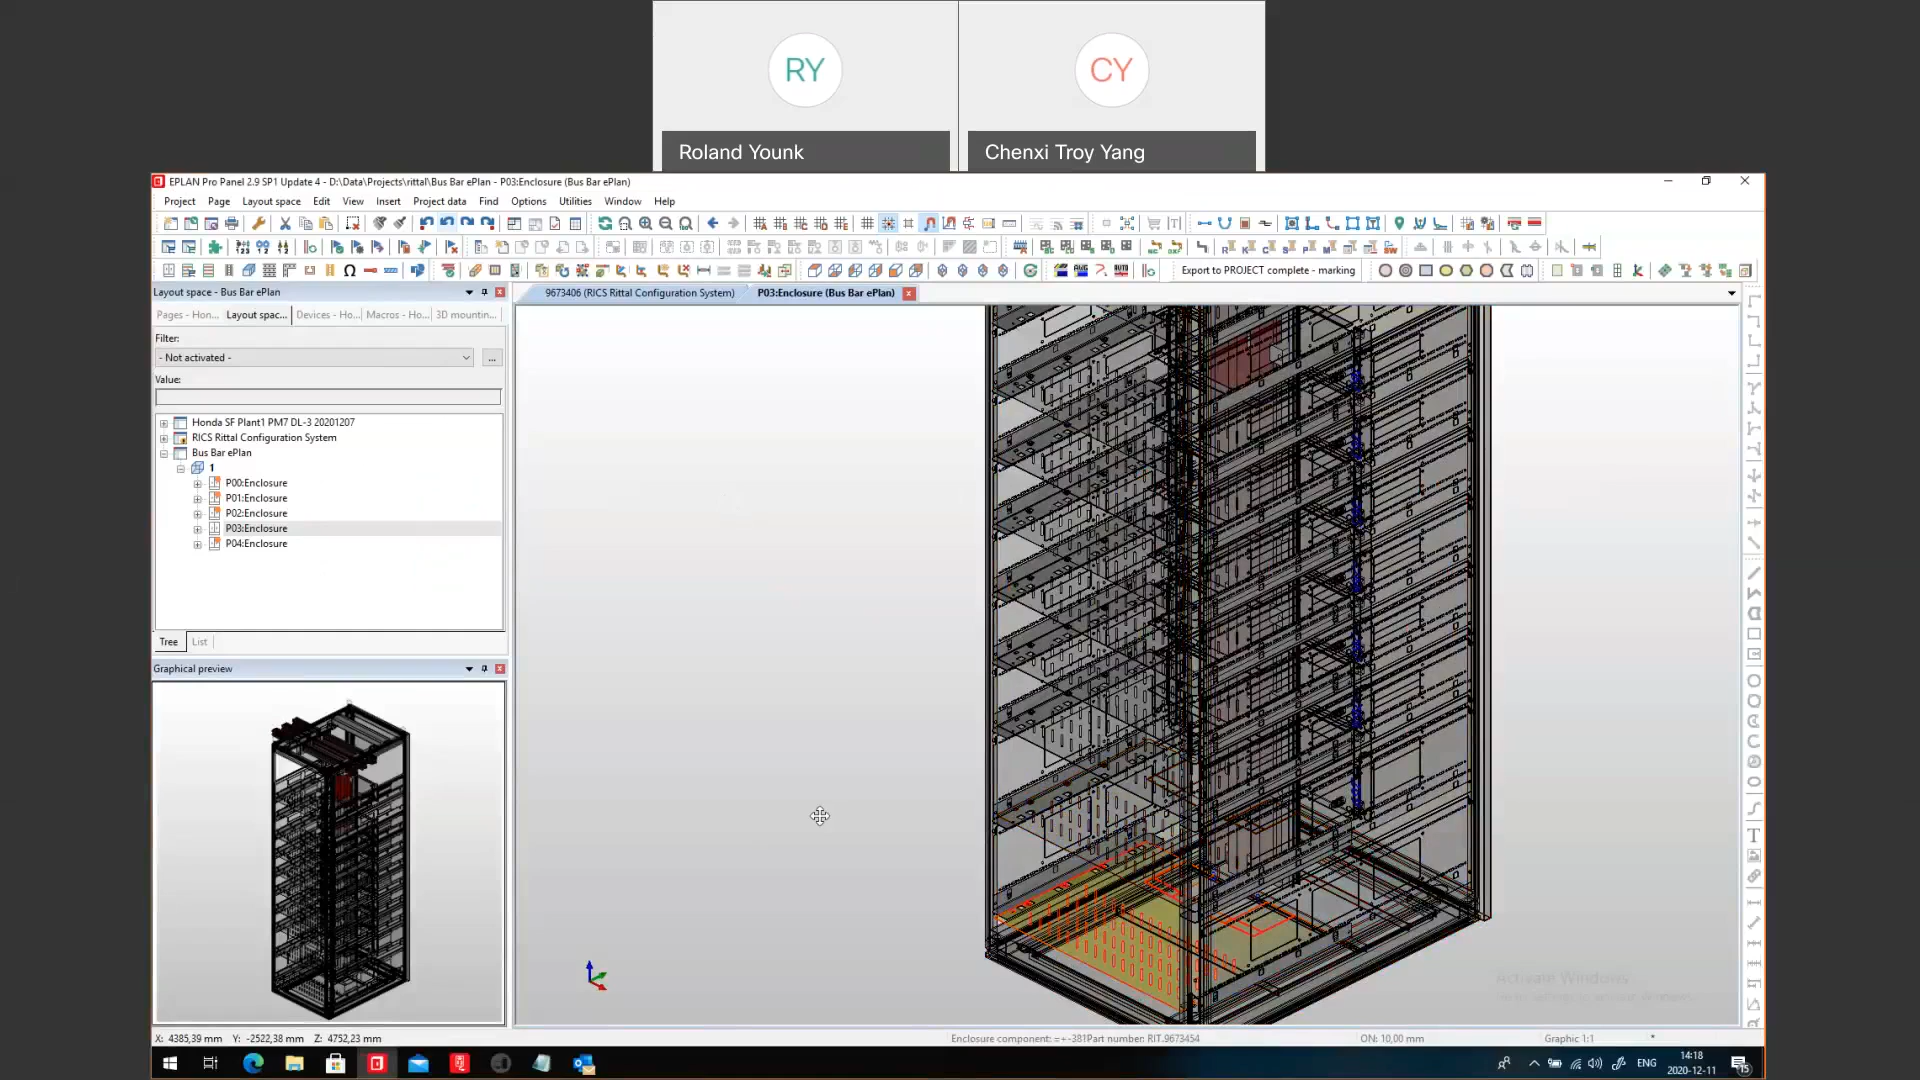 RY
CY
Roland Younk
Chenxi Troy Yang
EPLAN Pro Panel 2.9 SP1 Update 4 - D:\Data\Projects\rittal\Bus Bar ePlan - P03:Enclosure (Bus Bar ePlan)
Project Page Layout space Edit View Insert Project data Find Options Utilities Window Help
Export to PROJECT complete - marking
Layout space - Bus Bar ePlan
9673406 (RICS Rittal Configuration System)
P03:Enclosure (Bus Bar ePlan)
Pages - Hon... Layout spac... Devices - Ho... Macros - Ho... 3D mountin...
Filter:
- Not activated -
...
Value:
Honda SF Plant1 PM7 DL-3 20201207
RICS Rittal Configuration System
Bus Bar ePlan
1
P00:Enclosure
P01:Enclosure
P02:Enclosure
P03:Enclosure
P04:Enclosure
Tree List
Graphical preview
Activate Windows
X: 4385,39 mm Y: -2522,38 mm Z: 4752,23 mm
Enclosure component: =+-381Part number: RIT.9673454
ON: 10,00 mm
Graphic 1:1
*
ENG
14:18
2020-12-11
15